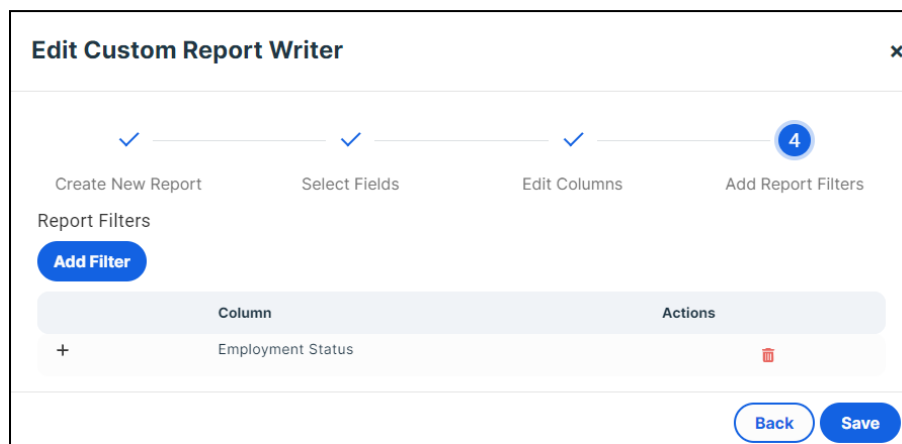 Edit Custom Report Writer
×
4
Create New Report Select Fields Edit Columns Add Report Filters
Report Filters
Add Filter
Column Actions
+ Employment Status
Back Save